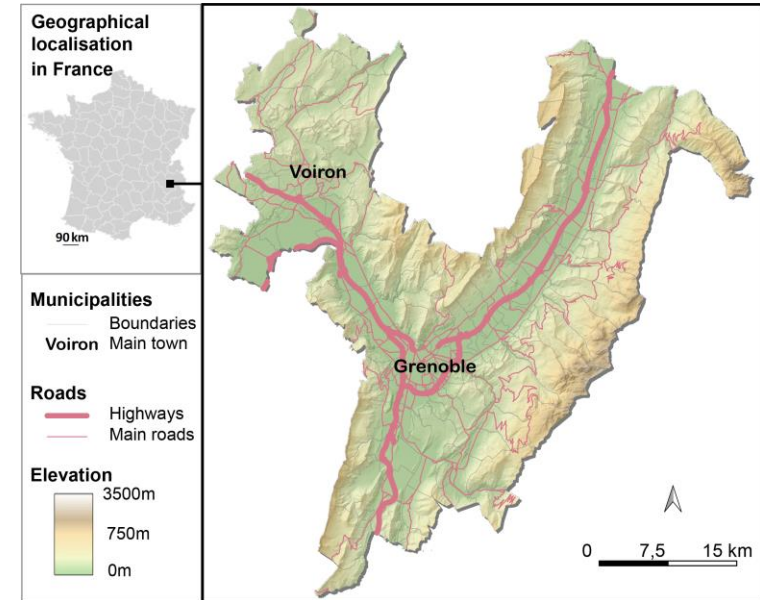 Geographical
localisation
in France
90 km
Municipalities
Boundaries
Voiron Main town
Roads
Highways
Main roads
Elevation
3500m
750m
0m
Voiron
Grenoble
0 7,5 15 km